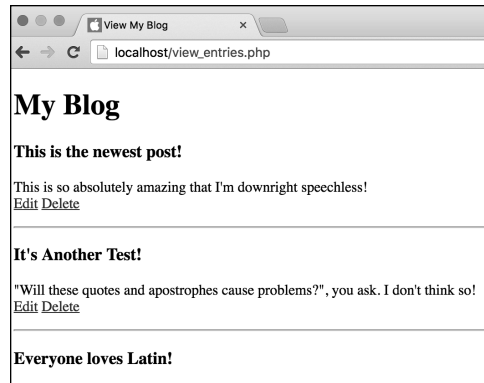 View My Blog
localhost/view_entries.php
My Blog
This is the newest post!
This is so absolutely amazing that I'm downright speechless!
Edit Delete
It's Another Test!
"Will these quotes and apostrophes cause problems?", you ask. I don't think so!
Edit Delete
Everyone loves Latin!